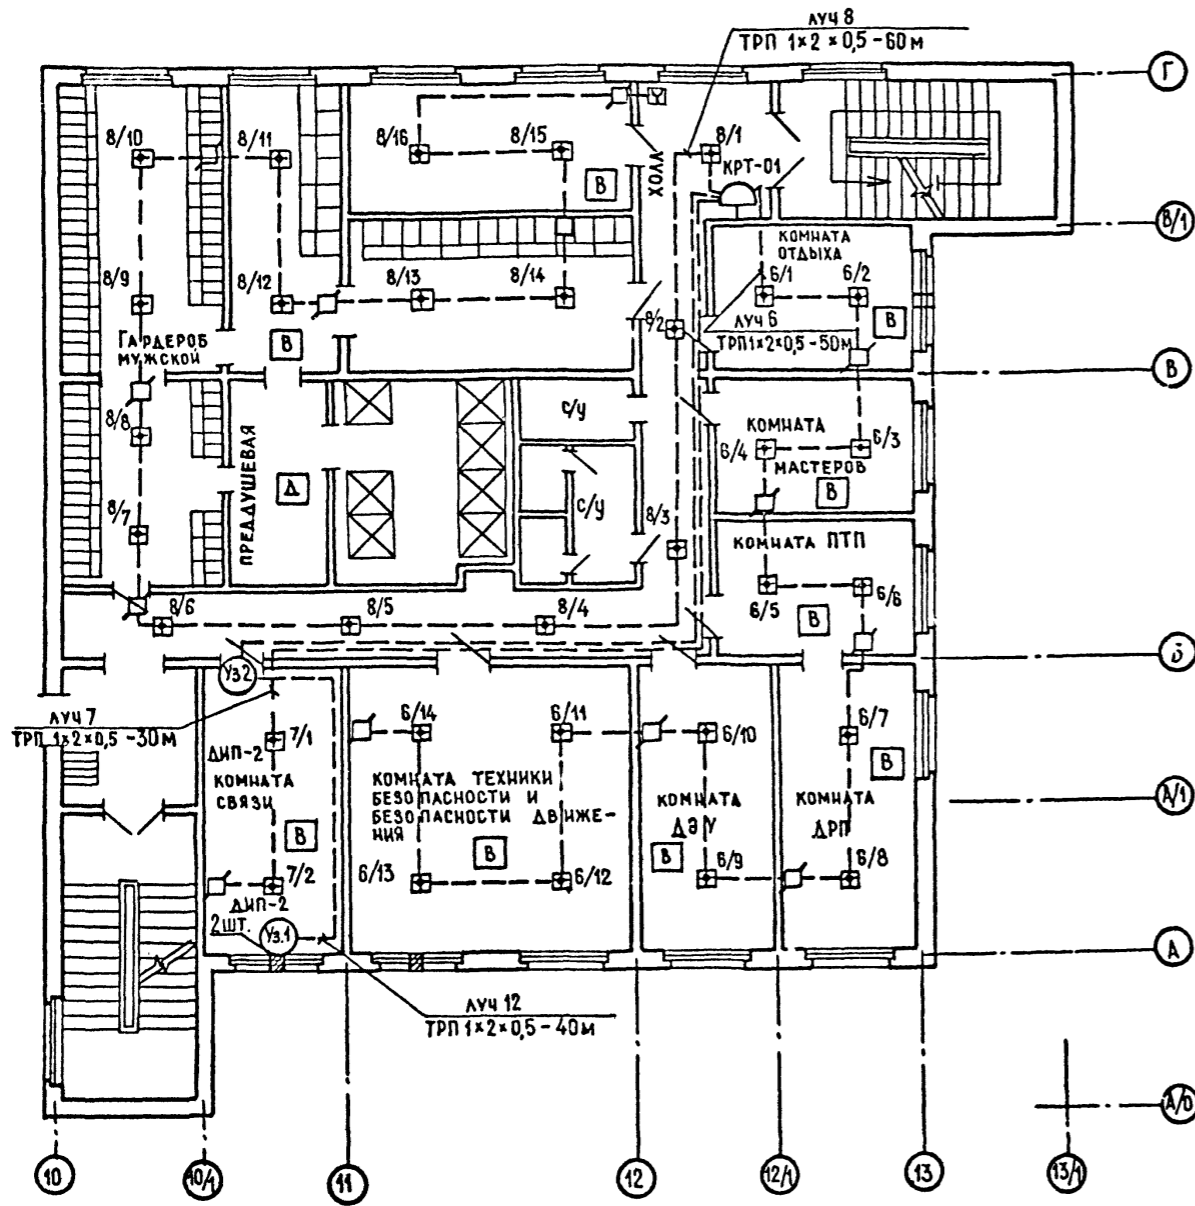 ЛУЧ 8
ТРП 1×2×0,5-60м
Г
8/10
8/11
8/16
8/15
8/1
КРТ-01
ХОЛЛ
В
В/1
КОМНАТА
ОТДЫХА
8/9
8/12
8/13
8/14
6/1
6/2
8/2
ЛУЧ 6
ТРП1×2×0,5-50м
В
ГАРДЕРОБ
МУЖСКОЙ
В
В
8/8
С/У
КОМНАТА
6/4
6/3
МАСТЕРОВ
ПРЕДДУШЕВАЯ
Д
В
С/У
8/7
8/3
КОМНАТА ПТП
6/5
6/6
8/6
8/5
8/4
В
Б
УЗ2
ЛУЧ 7
ТРП 1×2×0,5-30м
6/14
6/11
6/10
6/7
ДИП-2
7/1
КОМНАТА
СВЯЗИ
КОМНАТА ТЕХНИКИ
БЕЗОПАСНОСТИ И
БЕЗОПАСНОСТИ ДВИЖЕ-
НИЯ
КОМНАТА
ДЭУ
КОМНАТА
ДРП
В
А/1
В
В
В
7/2
6/13
6/12
6/9
6/8
ДИП-2
2ШТ.
УЗ.1
А
ЛУЧ 12
ТРП 1×2×0,5-40м
А/0
10
10/1
11
12
12/1
13
13/1